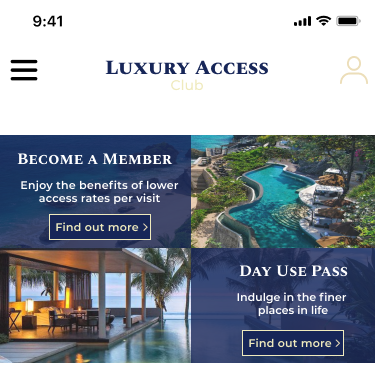 9:41
LUXURY ACCESS
Club
BECOME A MEMBER
Enjoy the benefits of lower
access rates per visit
Find out more >
DAY USE PASS
Indulge in the finer
places in life
Find out more >